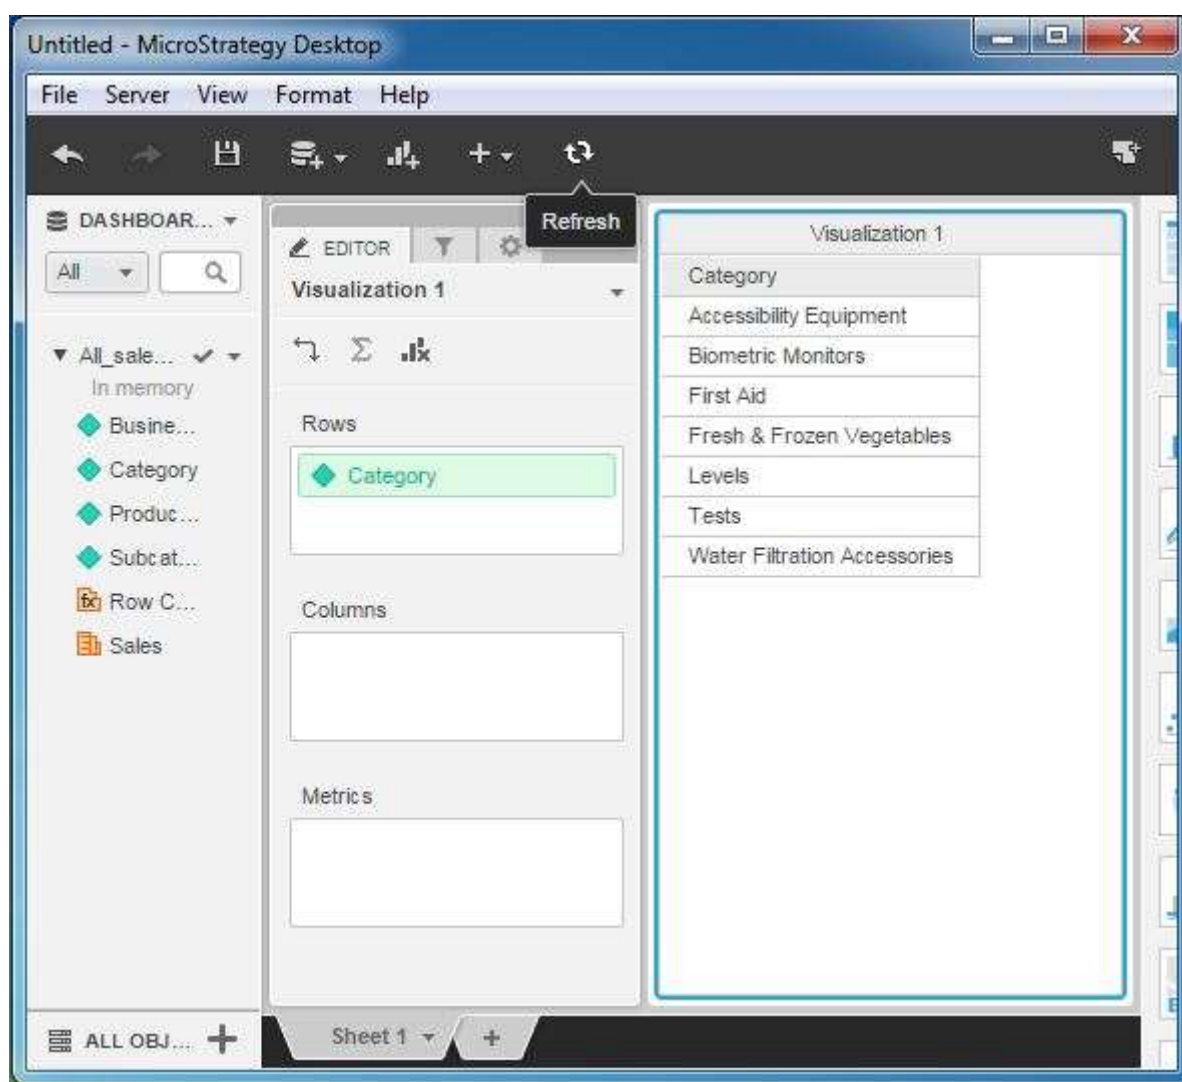 Untitled - MicroStrategy Desktop
File Server View Format Help
Refresh
DASHBOAR...
All
All_sale...
In memory
Busine...
Category
Produc...
Subcat...
Row C...
Sales
ALL OBJ...
EDITOR
Visualization 1
Rows
Category
Columns
Metrics
Visualization 1
Category
Accessibility Equipment
Biometric Monitors
First Aid
Fresh & Frozen Vegetables
Levels
Tests
Water Filtration Accessories
Sheet 1